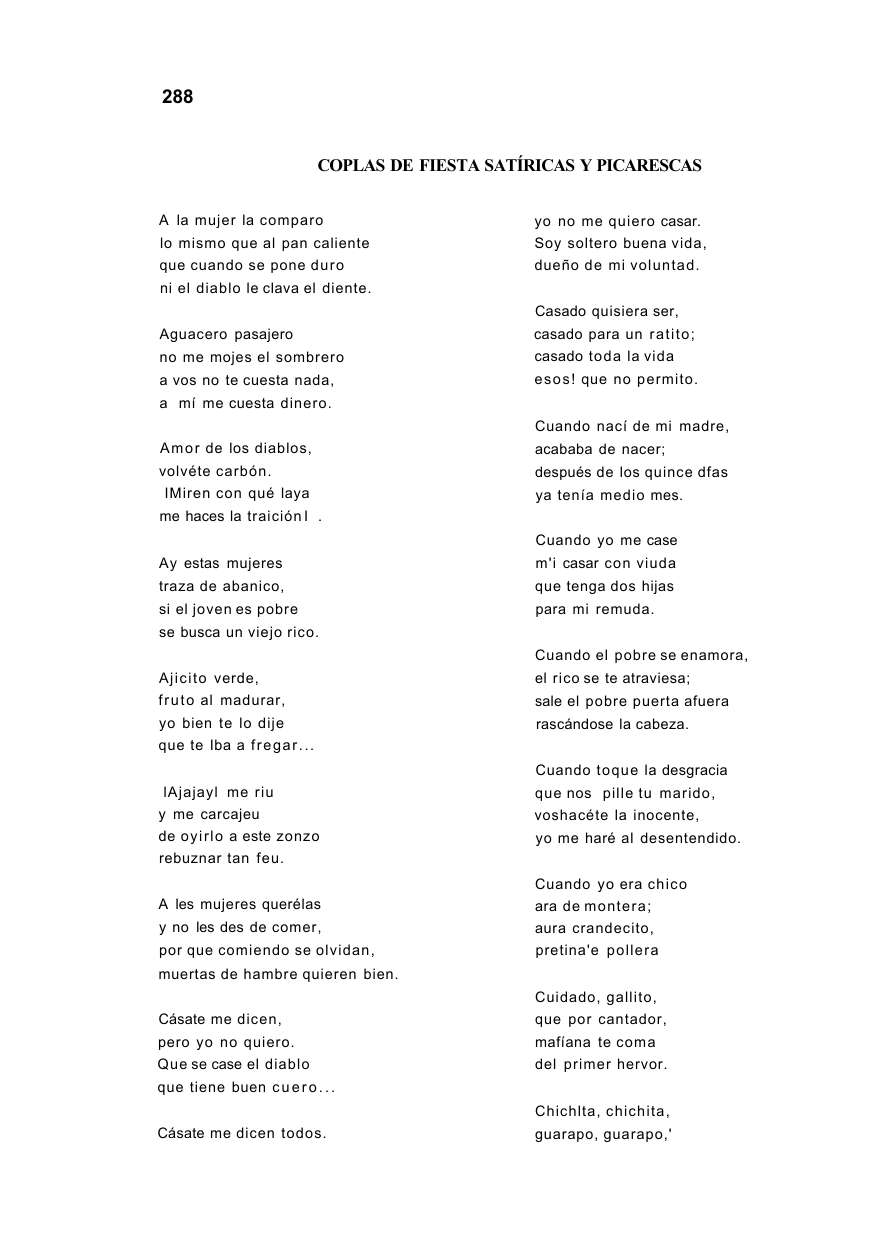 288
COPLAS DE FIESTA SATÍRICAS Y PICARESCAS
A la mujer la comparo
lo mismo que al pan caliente
que cuando se pone duro
ni el diablo le clava el diente.
Aguacero pasajero
no me mojes el sombrero
a vos no te cuesta nada,
a mí me cuesta dinero.
Amor de los diablos,
volvéte carbón.
lMiren con qué laya
me haces la traición l .
Ay estas mujeres
traza de abanico,
si el joven es pobre
se busca un viejo rico.
Ajicito verde,
fruto al madurar,
yo bien te lo dije
que te lba a fregar...
lAjajayl me riu
y me carcajeu
de oyirlo a este zonzo
rebuznar tan feu.
A les mujeres querélas
y no les des de comer,
por que comiendo se olvidan,
muertas de hambre quieren bien.
Cásate me dicen,
pero yo no quiero.
Que se case el diablo
que tiene buen cuero...
Cásate me dicen todos.
yo no me quiero casar.
Soy soltero buena vida,
dueño de mi voluntad.
Casado quisiera ser,
casado para un ratito;
casado toda la vida
esos! que no permito.
Cuando nací de mi madre,
acababa de nacer;
después de los quince dfas
ya tenía medio mes.
Cuando yo me case
m'i casar con viuda
que tenga dos hijas
para mi remuda.
Cuando el pobre se enamora,
el rico se te atraviesa;
sale el pobre puerta afuera
rascándose la cabeza.
Cuando toque la desgracia
que nos pille tu marido,
voshacéte la inocente,
yo me haré al desentendido.
Cuando yo era chico
ara de montera;
aura crandecito,
pretina'e pollera
Cuidado, gallito,
que por cantador,
mafíana te coma
del primer hervor.
Chichlta, chichita,
guarapo, guarapo,'